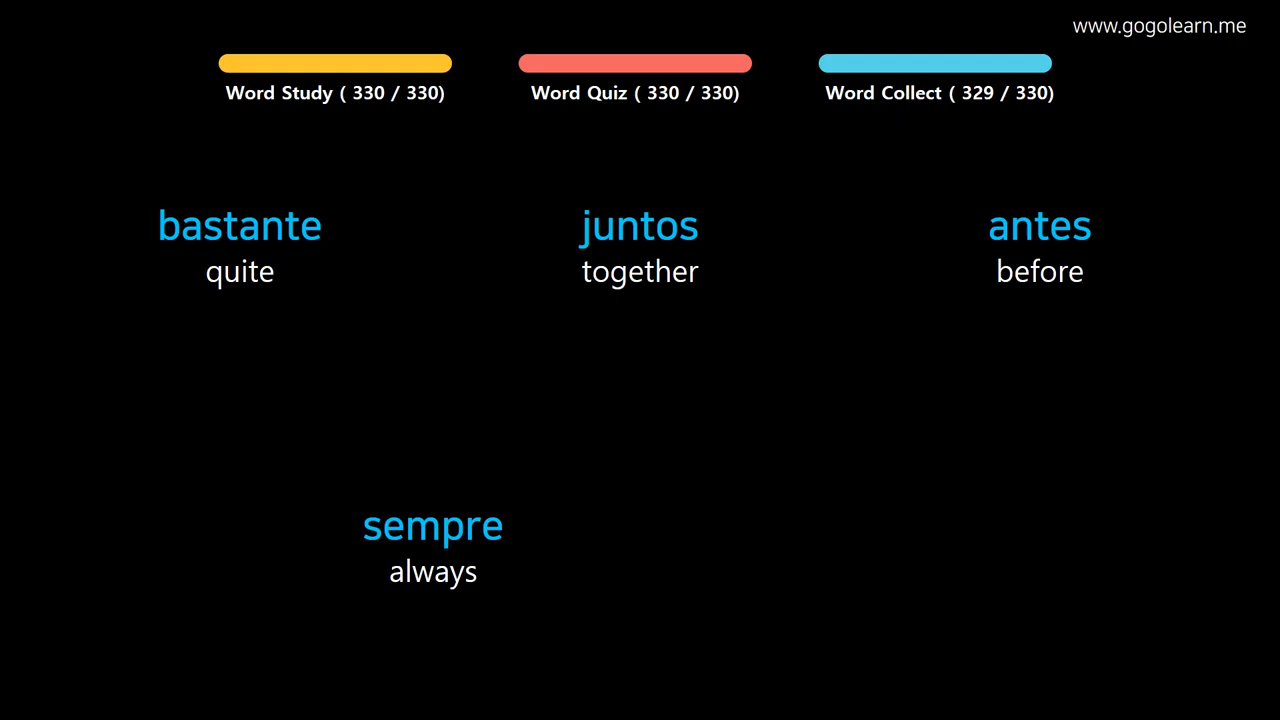 www.gogolearn.me
Word Study ( 330 / 330)
Word Quiz ( 330 / 330)
Word Collect ( 329 / 330)
bastante
quite
juntos
together
antes
before
sempre
always